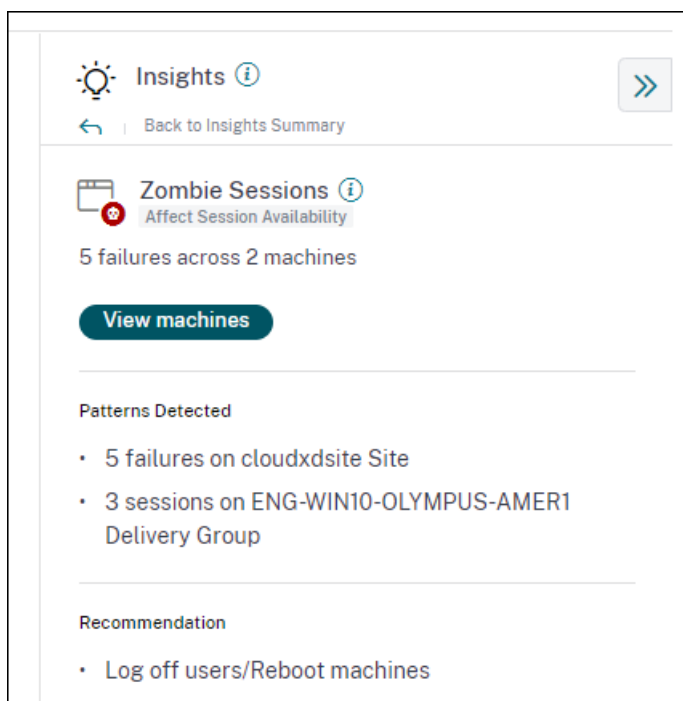 Insights
Back to Insights Summary
Zombie Sessions
Affect Session Availability
5 failures across 2 machines
View machines
Patterns Detected
• 5 failures on cloudxdsite Site
• 3 sessions on ENG-WIN10-OLYMPUS-AMER1
Delivery Group
Recommendation
• Log off users/Reboot machines